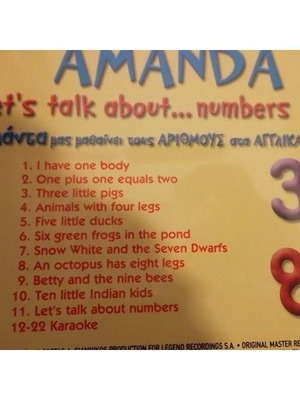 AMANDA
et's talk about... numbers
μας μαθαίνει τους ΑΡΙΘΜΟΥΣ στα ΑΓΓΛΙΚΑ
1. I have one body
2. One plus one equals two
3. Three little pigs
4. Animals with four legs
5. Five little ducks
6. Six green frogs in the pond
7. Snow White and the Seven Dwarfs
8. An octopus has eight legs
9. Betty and the nine bees
10. Ten little Indian kids
11. Let's talk about numbers
12-22 Karaoke
3
8
PRODUCTION FOR LEGEND RECORDINGS S.A. • ORIGINAL MASTER RE